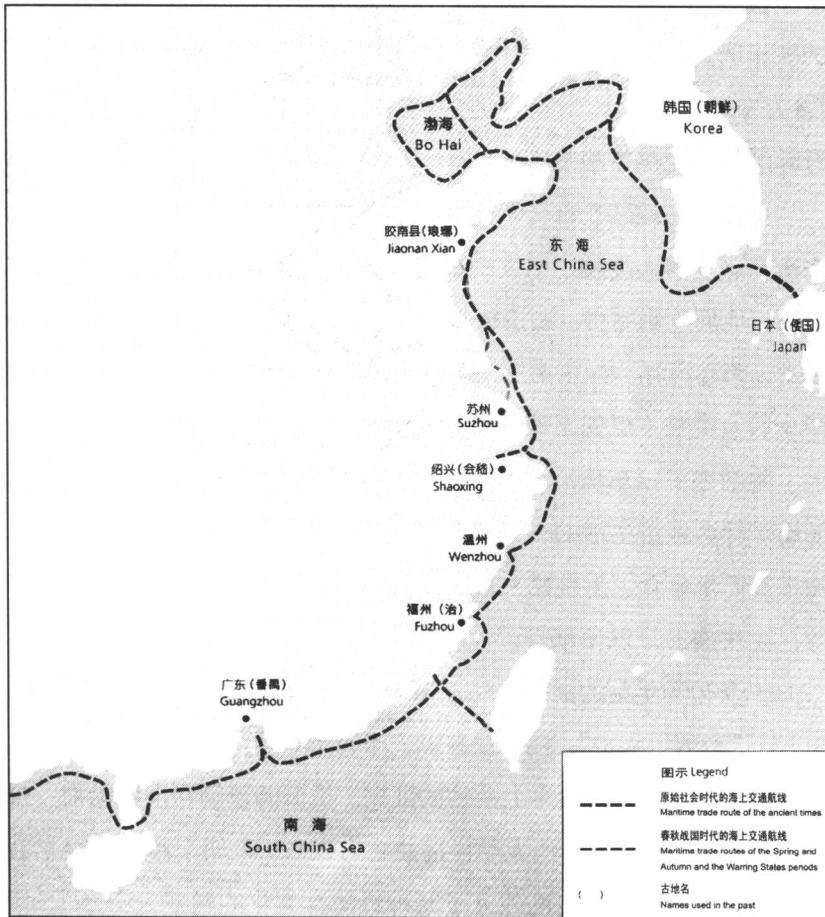 韩国（朝鲜）
Korea
渤海
Bo Hai
胶南县（琅琊）
Jiaonan Xian
东 海
East China Sea
日本（倭国）
Japan
苏州
Suzhou
绍兴（会嵇）
Shaoxing
温州
Wenzhou
福州（治）
Fuzhou
广东（番禺）
Guangzhou
南 海
South China Sea
图示 Legend
原始社会时代的海上交通航线
Maritime trade route of the ancient times
春秋战国时代的海上交通航线
Maritime trade routes of the Spring and
Autumn and the Warring States periods
（ ） 古地名
Names used in the past